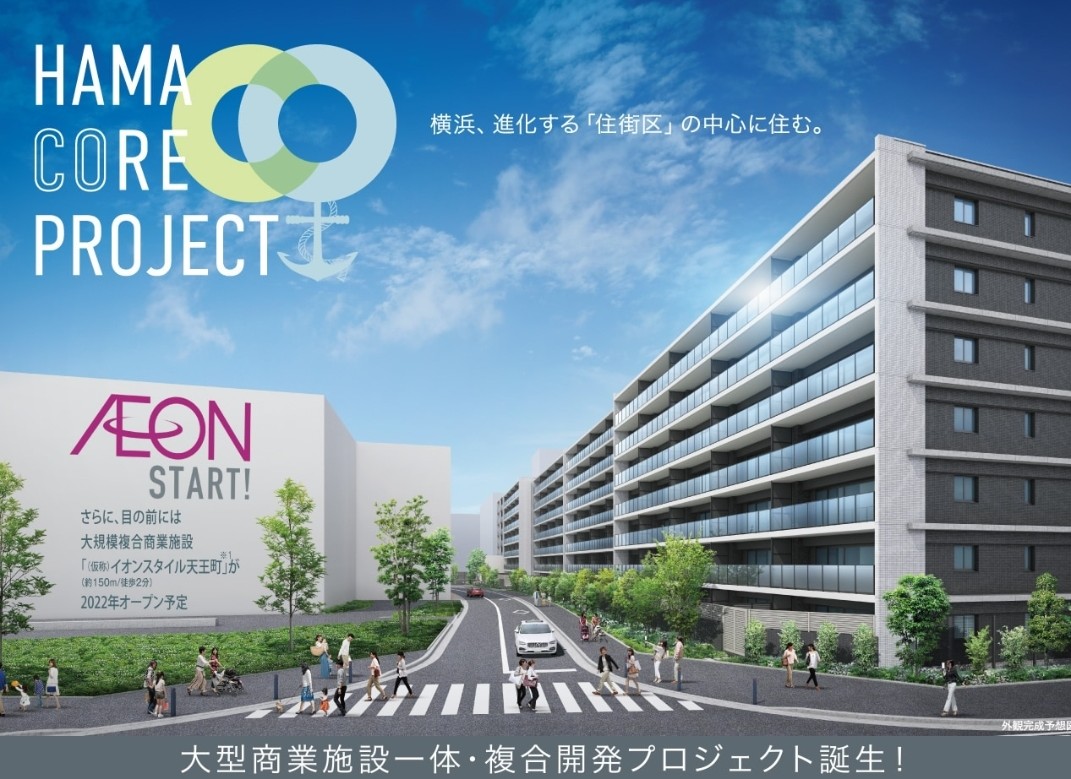 HAMA
CORE
PROJECT
横浜、進化する「住街区」の中心に住む。
ÆON
START!
さらに、目の前には
大規模複合商業施設
「(仮称)イオンスタイル天王町」※1が
(約150m/徒歩2分)
2022年オープン予定
外観完成予想図
大型商業施設一体・複合開発プロジェクト誕生!